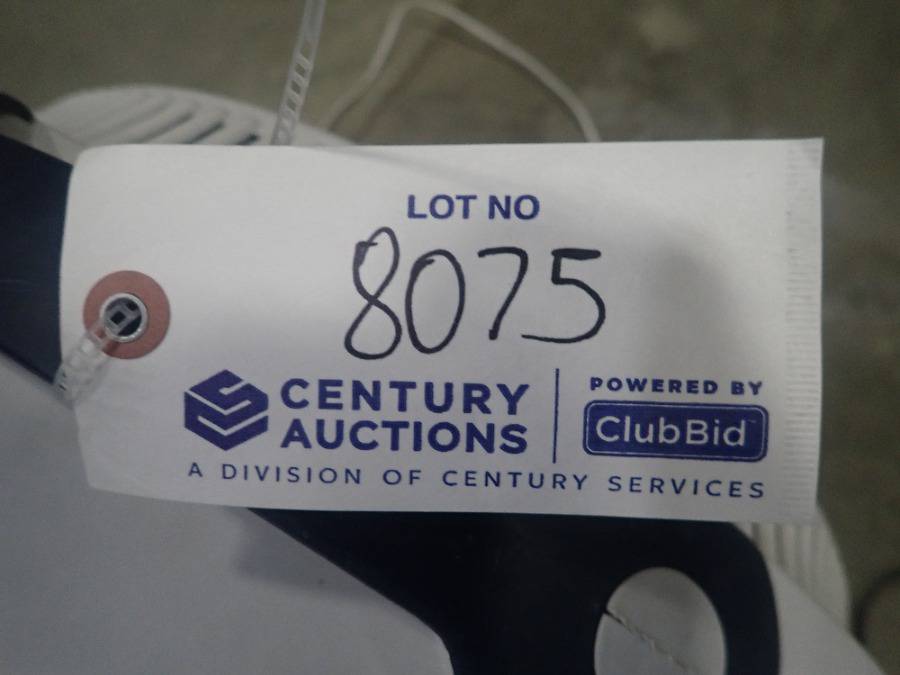 LOT NO
8075
CENTURY
AUCTIONS
POWERED BY
ClubBid
A DIVISION OF CENTURY SERVICES